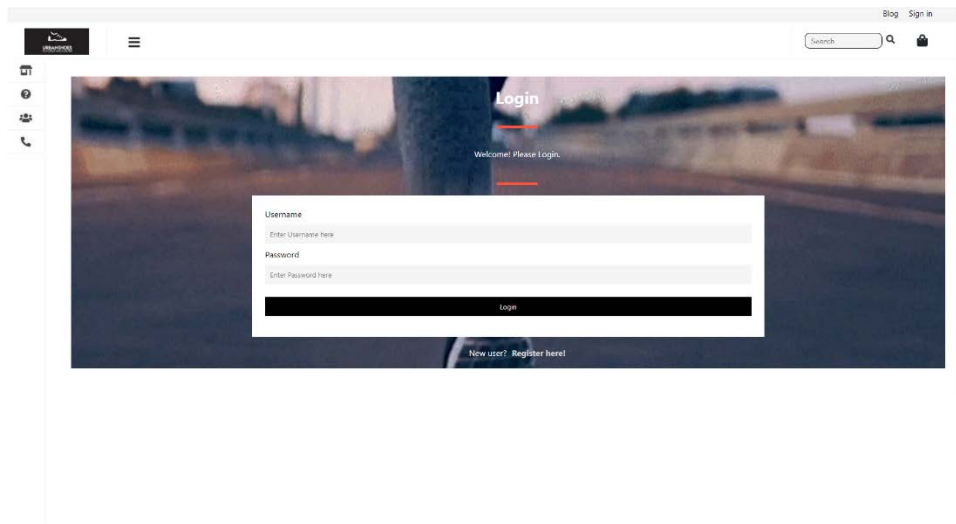 Blog Sign in
URBANSHOES
Search
Login
Welcome! Please Login.
Username
Enter Username here
Password
Enter Password here
Login
New user? Register here!